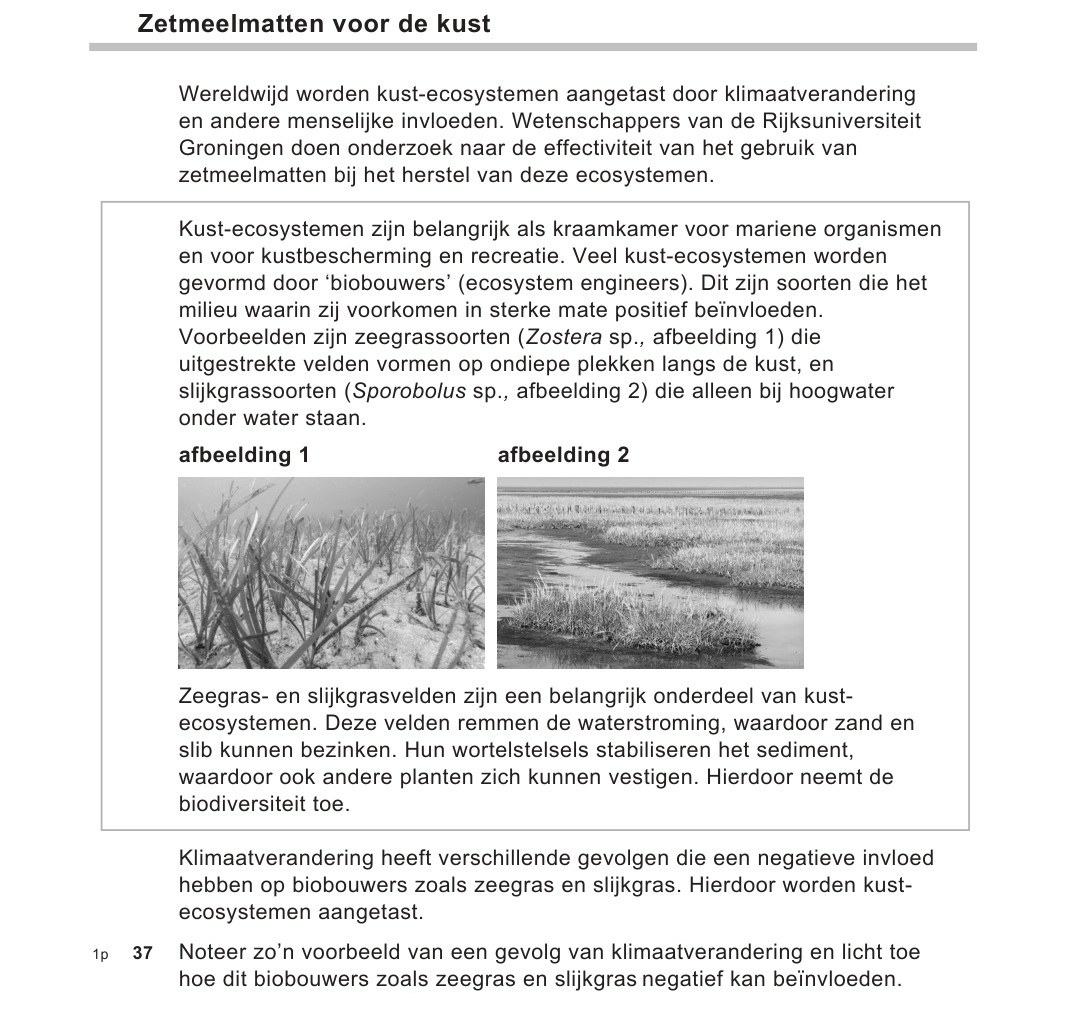 Zetmeelmatten voor de kust
Wereldwijd worden kust-ecosystemen aangetast door klimaatverandering
en andere menselijke invloeden. Wetenschappers van de Rijksuniversiteit
Groningen doen onderzoek naar de effectiviteit van het gebruik van
zetmeelmatten bij het herstel van deze ecosystemen.
Kust-ecosystemen zijn belangrijk als kraamkamer voor mariene organismen
en voor kustbescherming en recreatie. Veel kust-ecosystemen worden
gevormd door ‘biobouwers’ (ecosystem engineers). Dit zijn soorten die het
milieu waarin zij voorkomen in sterke mate positief beïnvloeden.
Voorbeelden zijn zeegrassoorten (Zostera sp., afbeelding 1) die
uitgestrekte velden vormen op ondiepe plekken langs de kust, en
slijkgrassoorten (Sporobolus sp., afbeelding 2) die alleen bij hoogwater
onder water staan.
afbeelding 1 afbeelding 2
Zeegras- en slijkgrasvelden zijn een belangrijk onderdeel van kust-
ecosystemen. Deze velden remmen de waterstroming, waardoor zand en
slib kunnen bezinken. Hun wortelstelsels stabiliseren het sediment,
waardoor ook andere planten zich kunnen vestigen. Hierdoor neemt de
biodiversiteit toe.
Klimaatverandering heeft verschillende gevolgen die een negatieve invloed
hebben op biobouwers zoals zeegras en slijkgras. Hierdoor worden kust-
ecosystemen aangetast.
1p 37 Noteer zo’n voorbeeld van een gevolg van klimaatverandering en licht toe
hoe dit biobouwers zoals zeegras en slijkgras negatief kan beïnvloeden.